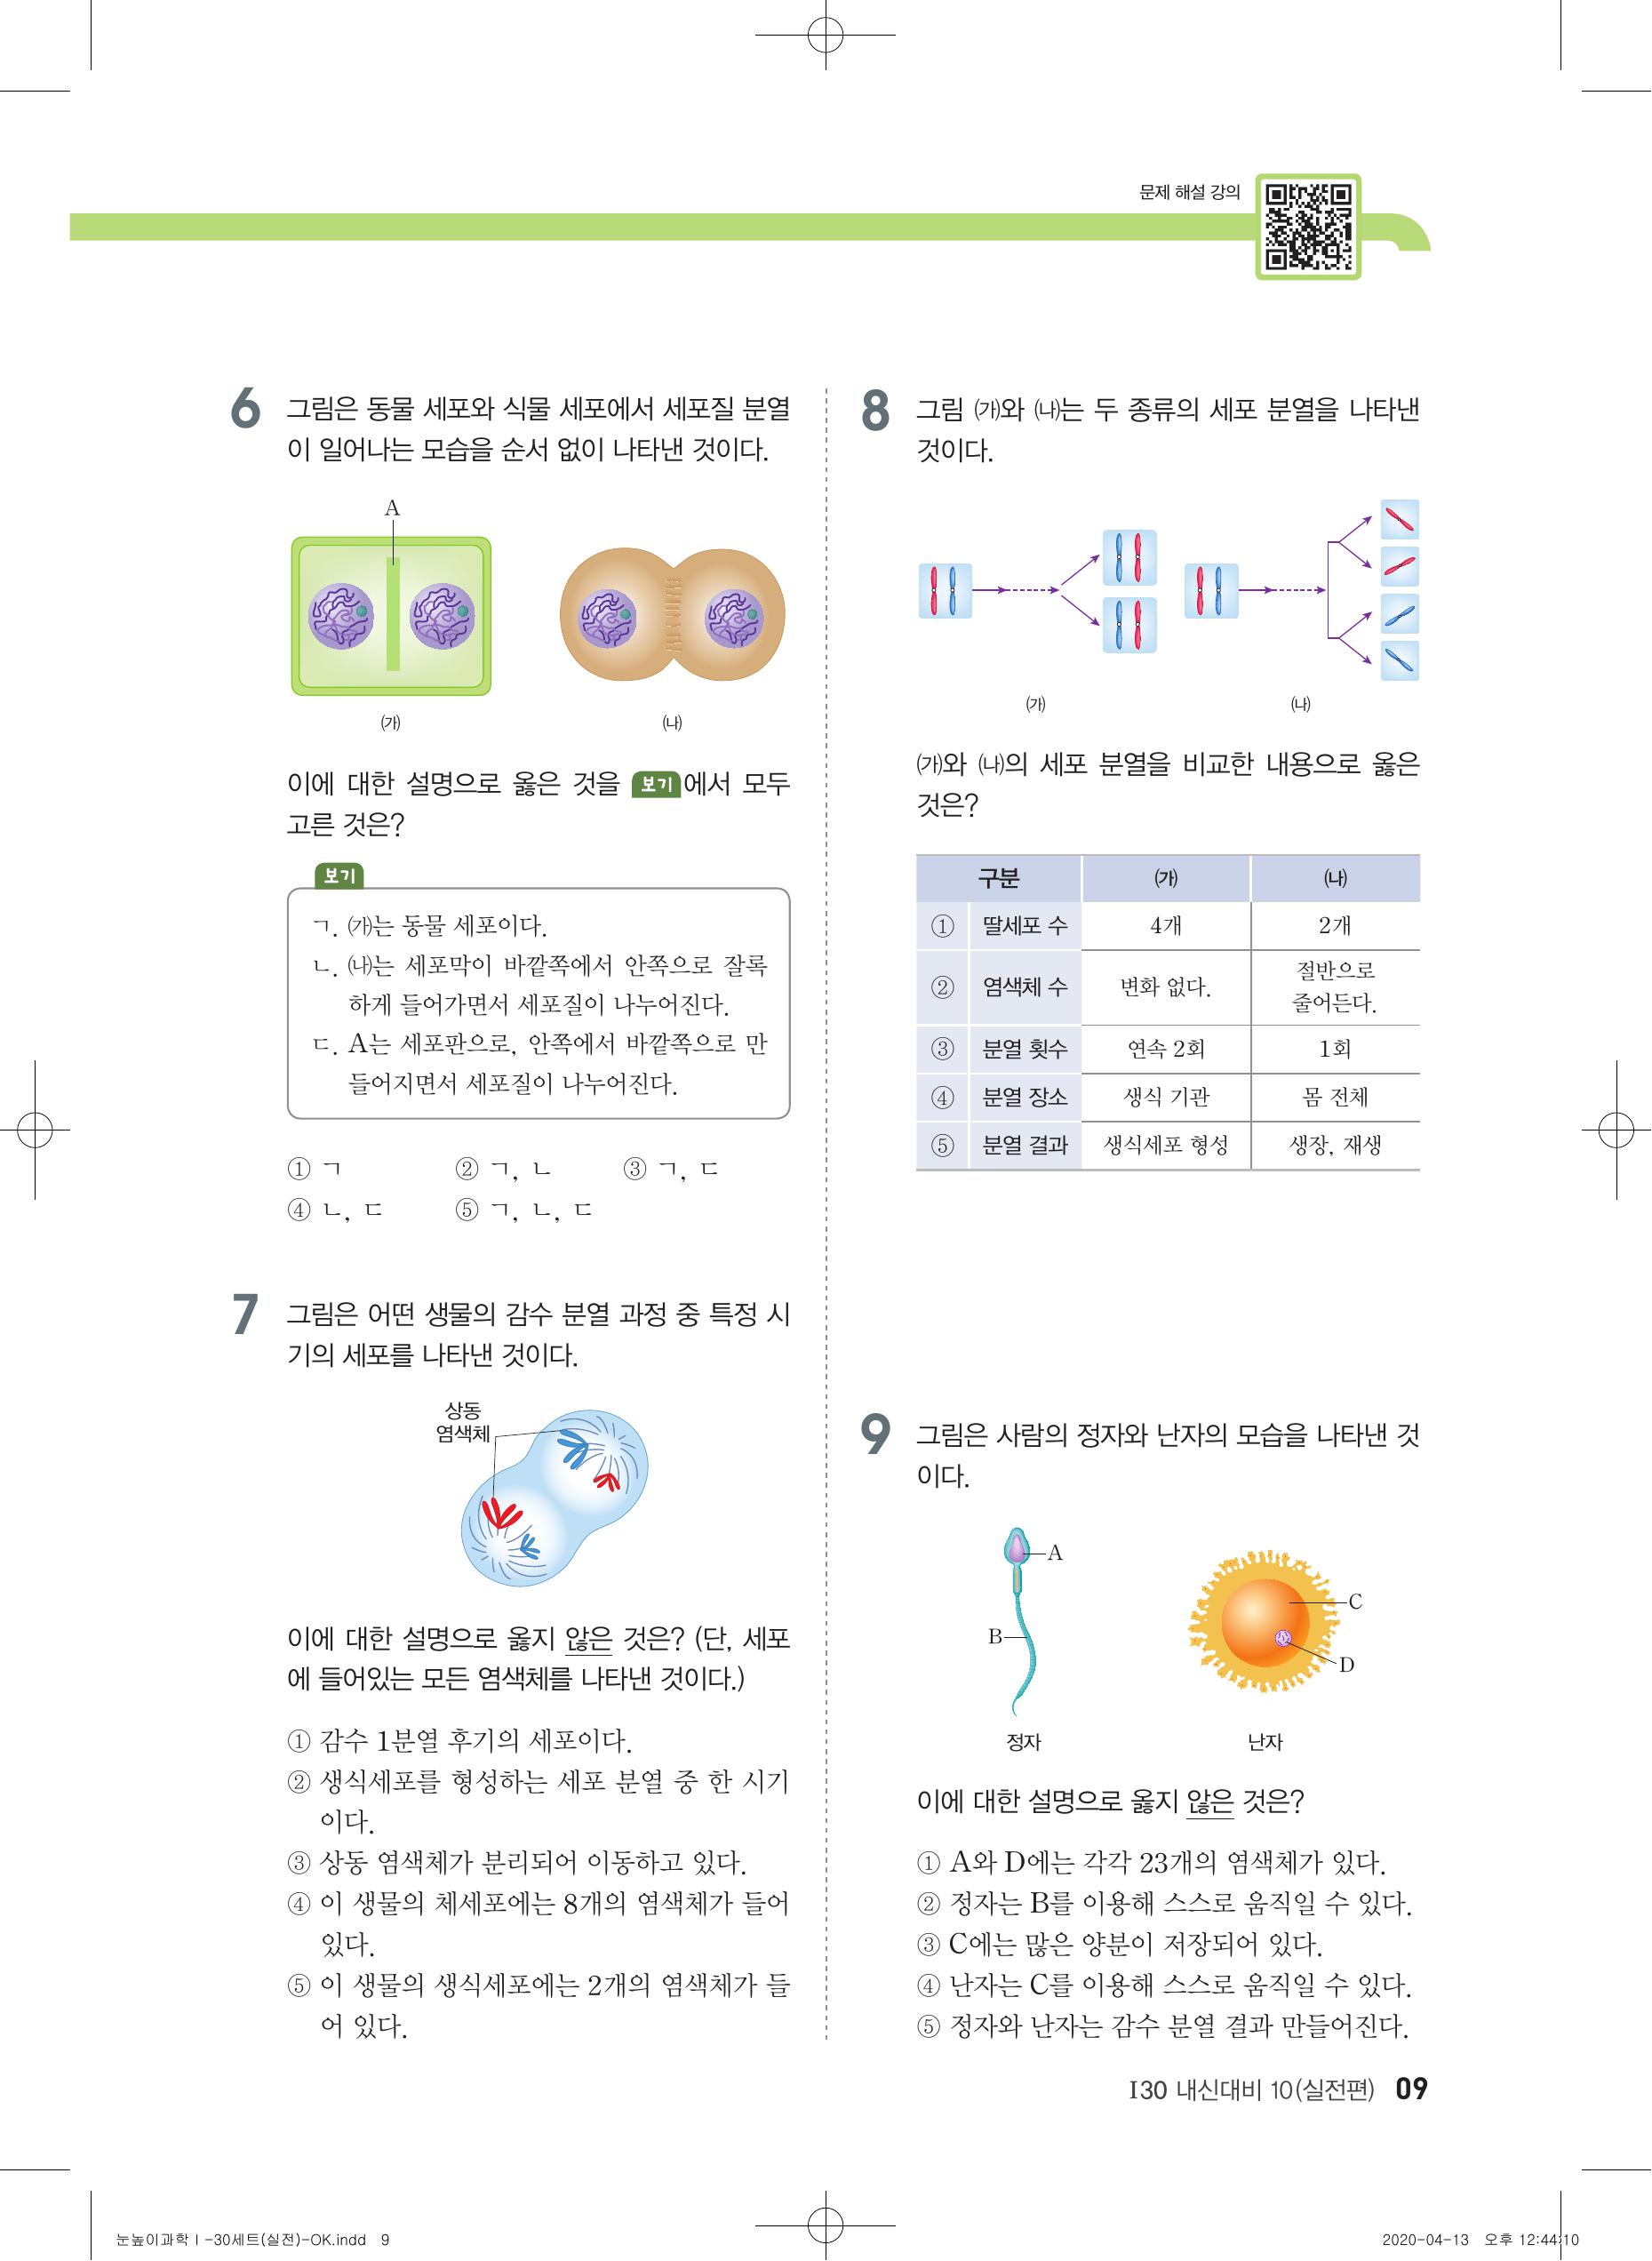 문제 해설 강의
6 그림은 동물 세포와 식물 세포에서 세포질 분열
이 일어나는 모습을 순서 없이 나타낸 것이다.
A
㈎
㈏
이에 대한 설명으로 옳은 것을 보기에서 모두
고른 것은?
보기
ㄱ. ㈎는 동물 세포이다.
ㄴ. ㈏는 세포막이 바깥쪽에서 안쪽으로 잘록
하게 들어가면서 세포질이 나누어진다.
ㄷ. A는 세포판으로, 안쪽에서 바깥쪽으로 만
들어지면서 세포질이 나누어진다.
① ㄱ ② ㄱ, ㄴ ③ ㄱ, ㄷ
④ ㄴ, ㄷ ⑤ ㄱ, ㄴ, ㄷ
7 그림은 어떤 생물의 감수 분열 과정 중 특정 시
기의 세포를 나타낸 것이다.
상동
염색체
이에 대한 설명으로 옳지 않은 것은? (단, 세포
에 들어있는 모든 염색체를 나타낸 것이다.)
① 감수 1분열 후기의 세포이다.
② 생식세포를 형성하는 세포 분열 중 한 시기
이다.
③ 상동 염색체가 분리되어 이동하고 있다.
④ 이 생물의 체세포에는 8개의 염색체가 들어
있다.
⑤ 이 생물의 생식세포에는 2개의 염색체가 들
어 있다.
8 그림 ㈎와 ㈏는 두 종류의 세포 분열을 나타낸
것이다.
㈎
㈏
㈎와 ㈏의 세포 분열을 비교한 내용으로 옳은
것은?
구분 ㈎ ㈏
① 딸세포 수 4개 2개
② 염색체 수 변화 없다. 절반으로
줄어든다.
③ 분열 횟수 연속 2회 1회
④ 분열 장소 생식 기관 몸 전체
⑤ 분열 결과 생식세포 형성 생장, 재생
9 그림은 사람의 정자와 난자의 모습을 나타낸 것
이다.
A
B
정자
C
D
난자
이에 대한 설명으로 옳지 않은 것은?
① A와 D에는 각각 23개의 염색체가 있다.
② 정자는 B를 이용해 스스로 움직일 수 있다.
③ C에는 많은 양분이 저장되어 있다.
④ 난자는 C를 이용해 스스로 움직일 수 있다.
⑤ 정자와 난자는 감수 분열 결과 만들어진다.
I30 내신대비 10(실전편) 09
눈높이과학 I -30세트(실전)-OK.indd 9
2020-04-13 오후 12:44:10